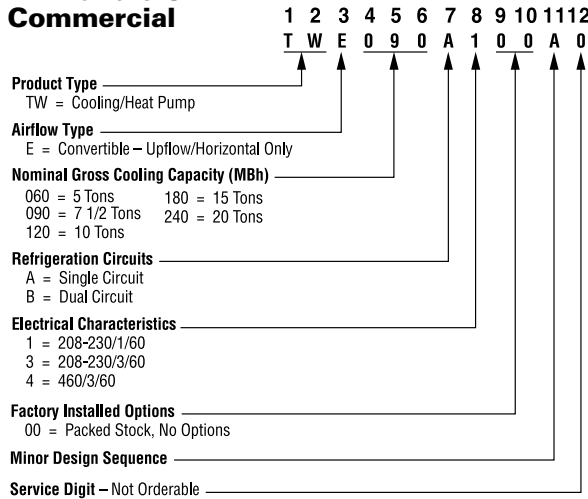 Commercial
1 2 3 4 5 6 7 8 9 10 11 12
T W E 0 9 0 A 1 0 0 A 0
Product Type
TW = Cooling/Heat Pump
Airflow Type
E = Convertible – Upflow/Horizontal Only
Nominal Gross Cooling Capacity (MBh)
060 = 5 Tons
090 = 7 1/2 Tons
120 = 10 Tons
180 = 15 Tons
240 = 20 Tons
Refrigeration Circuits
A = Single Circuit
B = Dual Circuit
Electrical Characteristics
1 = 208-230/1/60
3 = 208-230/3/60
4 = 460/3/60
Factory Installed Options
00 = Packed Stock, No Options
Minor Design Sequence
Service Digit – Not Orderable